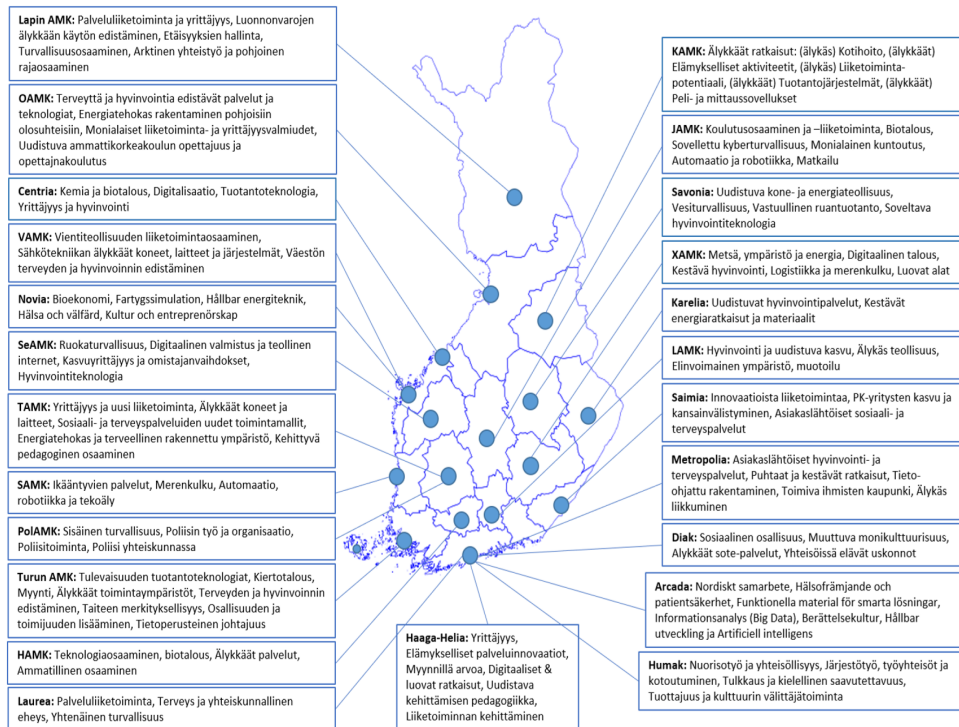 Lapin AMK: Palveluliiketoiminta ja yrittäjyys, Luonnonvarojen
älykkään käytön edistäminen, Etäisyyksien hallinta,
Turvallisuusosaaminen, Arktinen yhteistyö ja pohjoinen
rajaosaaminen
OAMK: Terveyttä ja hyvinvointia edistävät palvelut ja
teknologiat, Energiatehokas rakentaminen pohjoisiin
olosuhteisiin, Monialaiset liiketoiminta- ja yrittäjyysvalmiudet,
Uudistuva ammattikorkeakoulun opettajuus ja
opettajnakoulutus
Centria: Kemia ja biotalous, Digitalisaatio, Tuotantoteknologia,
Yrittäjyys ja hyvinvointi
VAMK: Vientiteollisuuden liiketoimintaosaaminen,
Sähkötekniikan älykkäät koneet, laitteet ja järjestelmät, Väestön
terveyden ja hyvinvoinnin edistäminen
Novia: Bioekonomi, Fartygssimulation, Hållbar energiteknik,
Hälsa och välfärd, Kultur och entreprenörskap
SeAMK: Ruokaturvallisuus, Digitaalinen valmistus ja teollinen
internet, Kasvuyrittäjyys ja omistajanvaihdokset,
Hyvinvointiteknologia
TAMK: Yrittäjyys ja uusi liiketoiminta, Älykkäät koneet ja
laitteet, Sosiaali- ja terveyspalveluiden uudet toimintamallit,
Energiatehokas ja terveellinen rakennettu ympäristö, Kehittyvä
pedagoginen osaaminen
SAMK: Ikääntyvien palvelut, Merenkulku, Automaatio,
robotiikka ja tekoäly
PolAMK: Sisäinen turvallisuus, Poliisin työ ja organisaatio,
Poliisitoiminta, Poliisi yhteiskunnassa
Turun AMK: Tulevaisuuden tuotantoteknologiat, Kiertotalous,
Myynti, Älykkäät toimintaympäristöt, Terveyden ja hyvinvoinnin
edistäminen, Taiteen merkityksellisyys, Osallisuuden ja
toimijuuden lisääminen, Tietoperusteinen johtajuus
HAMK: Teknologiaosaaminen, biotalous, Älykkäät palvelut,
Ammatillinen osaaminen
Laurea: Palveluliiketoiminta, Terveys ja yhteiskunnallinen
eheys, Yhtenäinen turvallisuus
Haaga-Helia: Yrittäjyys,
Elämykselliset palveluinnovaatiot,
Myynnillä arvoa, Digitaaliset &
luovat ratkaisut, Uudistava
kehittämisen pedagogiikka,
Liiketoiminnan kehittäminen
KAMK: Älykkäät ratkaisut: (älykäs) Kotihoito, (älykkäät)
Elämykselliset aktiviteetit, (älykäs) Liiketoiminta-
potentiaali, (älykkäät) Tuotantojärjestelmät, (älykkäät)
Peli- ja mittaussovellukset
JAMK: Koulutusosaaminen ja –liiketoiminta, Biotalous,
Sovellettu kyberturvallisuus, Monialainen kuntoutus,
Automaatio ja robotiikka, Matkailu
Savonia: Uudistuva kone- ja energiateollisuus,
Vesiturvallisuus, Vastuullinen ruantuotanto, Soveltava
hyvinvointiteknologia
XAMK: Metsä, ympäristö ja energia, Digitaalinen talous,
Kestävä hyvinvointi, Logistiikka ja merenkulku, Luovat alat
Karelia: Uudistuvat hyvinvointipalvelut, Kestävät
energiaratkaisut ja materiaalit
LAMK: Hyvinvointi ja uudistuva kasvu, Älykäs teollisuus,
Elinvoimainen ympäristö, muotoilu
Saimia: Innovaatioista liiketoimintaa, PK-yritysten kasvu ja
kansainvälistyminen, Asiakaslähtöiset sosiaali- ja
terveyspalvelut
Metropolia: Asiakaslähtöiset hyvinvointi- ja
terveyspalvelut, Puhtaat ja kestävät ratkaisut, Tieto-
ohjattu rakentaminen, Toimiva ihmisten kaupunki, Älykäs
liikkuminen
Diak: Sosiaalinen osallisuus, Muuttuva monikulttuurisuus,
Alykkäät sote-palvelut, Yhteisöissä elävät uskonnot
Arcada: Nordiskt samarbete, Hälsofrämjande och
patientsäkerhet, Funktionella material för smarta lösningar,
Informationsanalys (Big Data), Berättelsekultur, Hållbar
utveckling och Artificiell intelligens
Humak: Nuorisotyö ja yhteisöllisyys, Järjestötyö, työyhteisöt ja
kotoutuminen, Tulkkaus ja kielellinen saavutettavuus,
Tuottajuus ja kulttuurin välittäjätoiminta